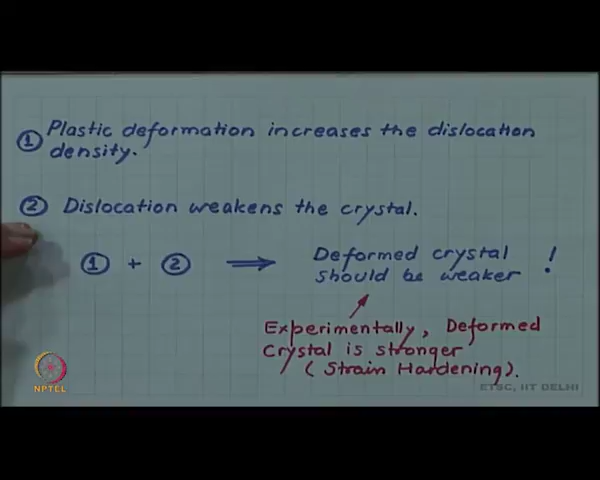 ① Plastic deformation increases the dislocation
density.
② Dislocation weakens the crystal.
① + ② ⟹ Deformed crystal
should be weaker !
Experimentally, Deformed
Crystal is stronger
(Strain Hardening).
NPTEL
ETSC, IIT DELHI